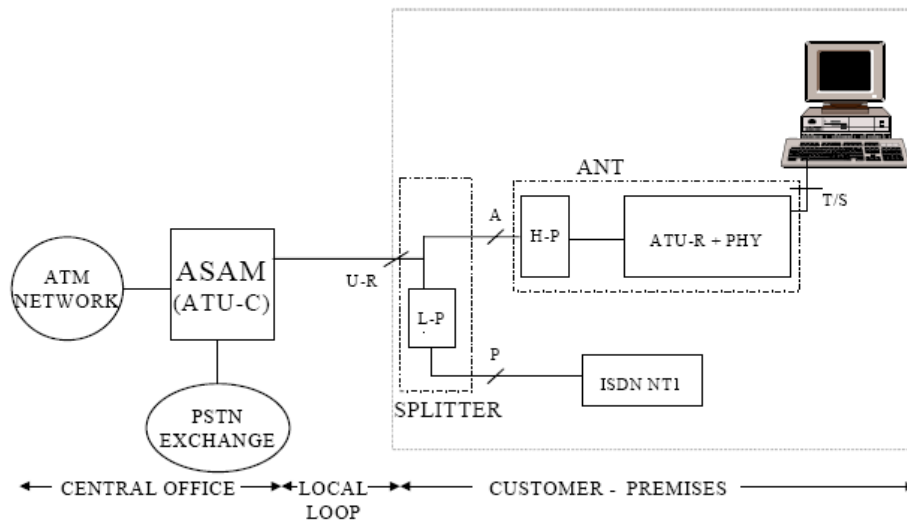 ANT
T/S
A
H-P
ATU-R + PHY
ATM
NETWORK
ASAM
(ATU-C)
U-R
L-P
P
ISDN NT1
SPLITTER
PSTN
EXCHANGE
CENTRAL OFFICE
LOCAL
LOOP
CUSTOMER - PREMISES